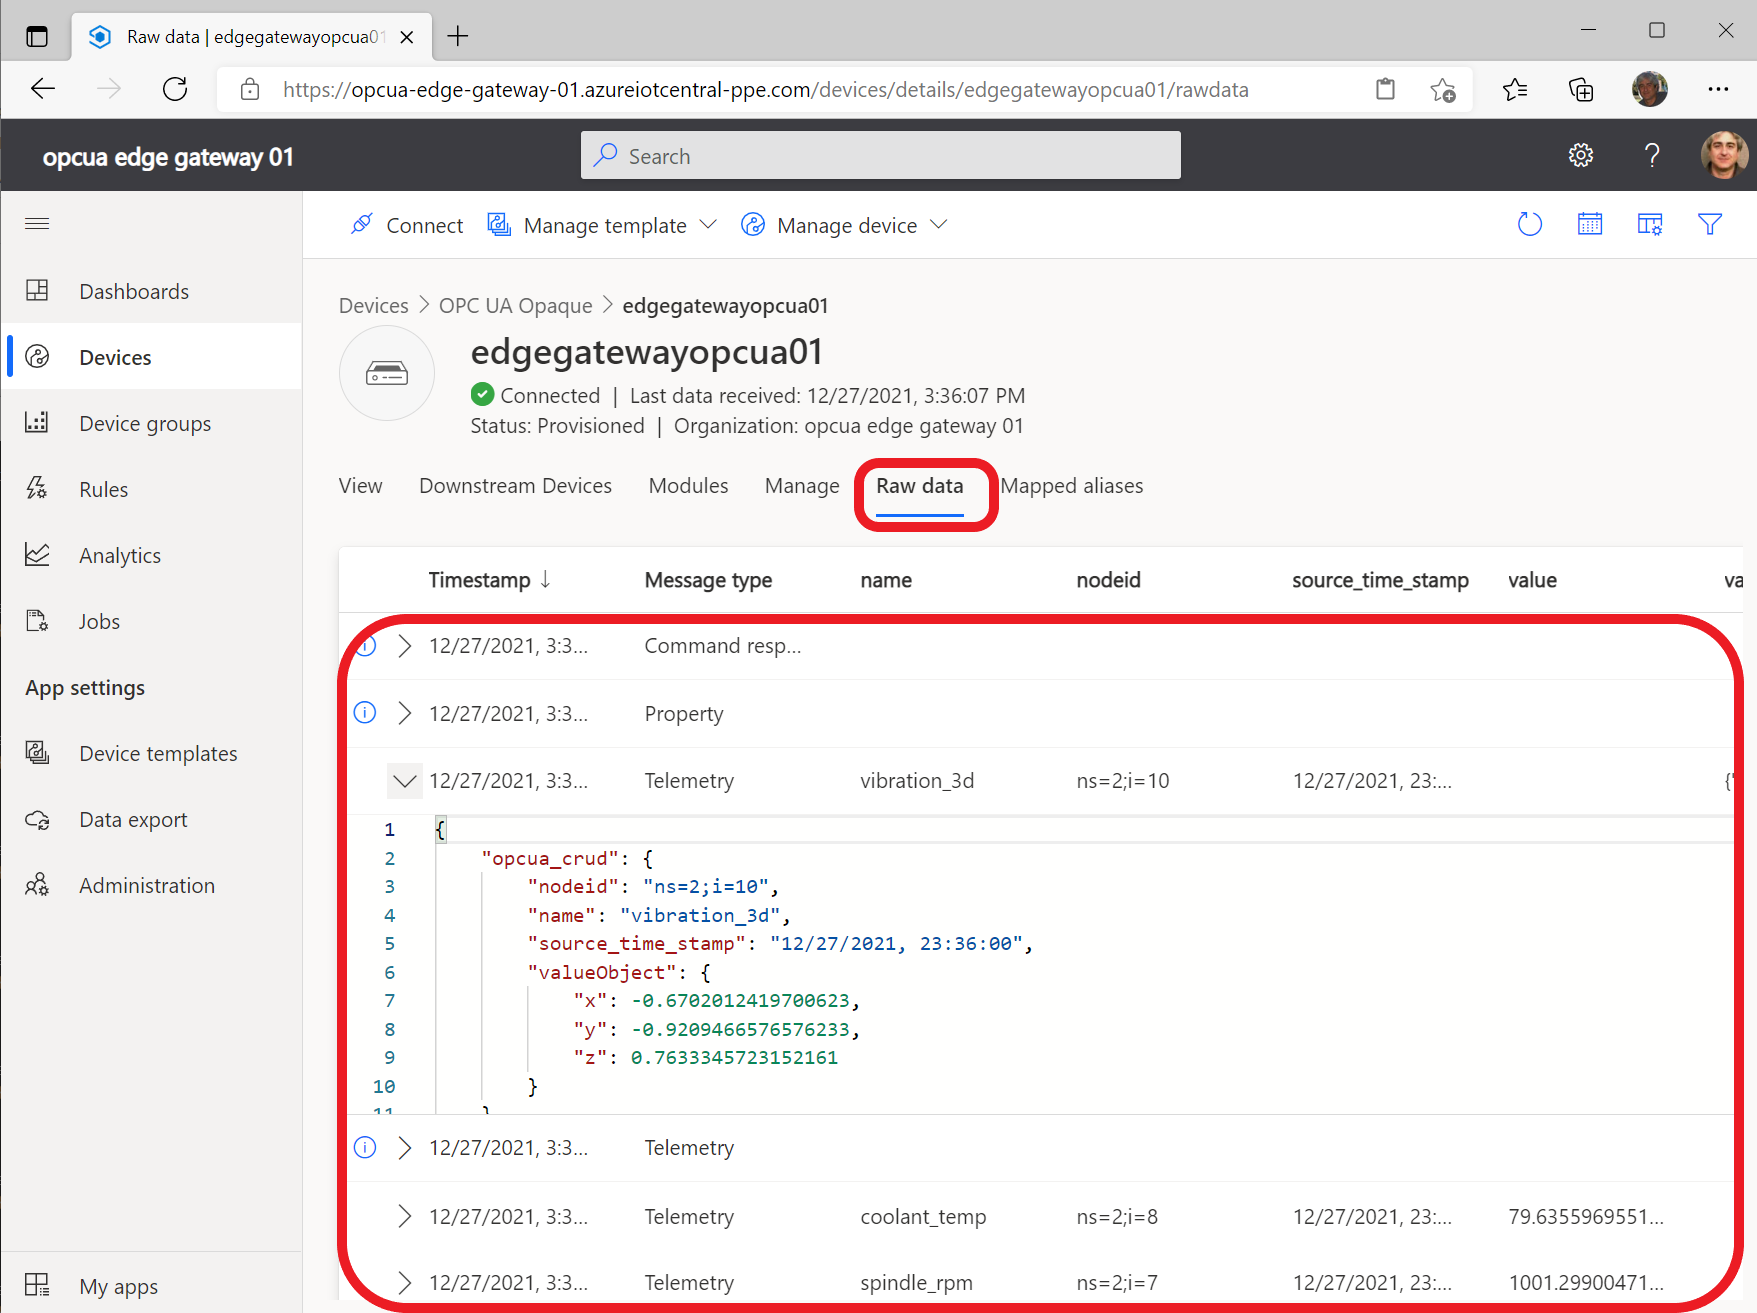 Raw data | edgegatewayopcua01
https://opcua-edge-gateway-01.azureiotcentral-ppe.com/devices/details/edgegatewayopcua01/rawdata
opcua edge gateway 01
Search
Connect
Manage template
Manage device
Dashboards
Devices
Device groups
Rules
Analytics
Jobs
App settings
Device templates
Data export
Administration
My apps
Devices > OPC UA Opaque > edgegatewayopcua01
edgegatewayopcua01
Connected | Last data received: 12/27/2021, 3:36:07 PM
Status: Provisioned | Organization: opcua edge gateway 01
View Downstream Devices Modules Manage Raw data Mapped aliases
Timestamp ↓ Message type name nodeid source_time_stamp value va
12/27/2021, 3:3... Command resp...
12/27/2021, 3:3... Property
12/27/2021, 3:3... Telemetry vibration_3d ns=2;i=10 12/27/2021, 23:... {"
1 {
2 "opcua_crud": {
3 "nodeid": "ns=2;i=10",
4 "name": "vibration_3d",
5 "source_time_stamp": "12/27/2021, 23:36:00",
6 "valueObject": {
7 "x": -0.6702012419700623,
8 "y": -0.9209466576576233,
9 "z": 0.7633345723152161
10 }
11 }
12/27/2021, 3:3... Telemetry
12/27/2021, 3:3... Telemetry coolant_temp ns=2;i=8 12/27/2021, 23:... 79.6355969551...
12/27/2021, 3:3... Telemetry spindle_rpm ns=2;i=7 12/27/2021, 23:... 1001.29900471...